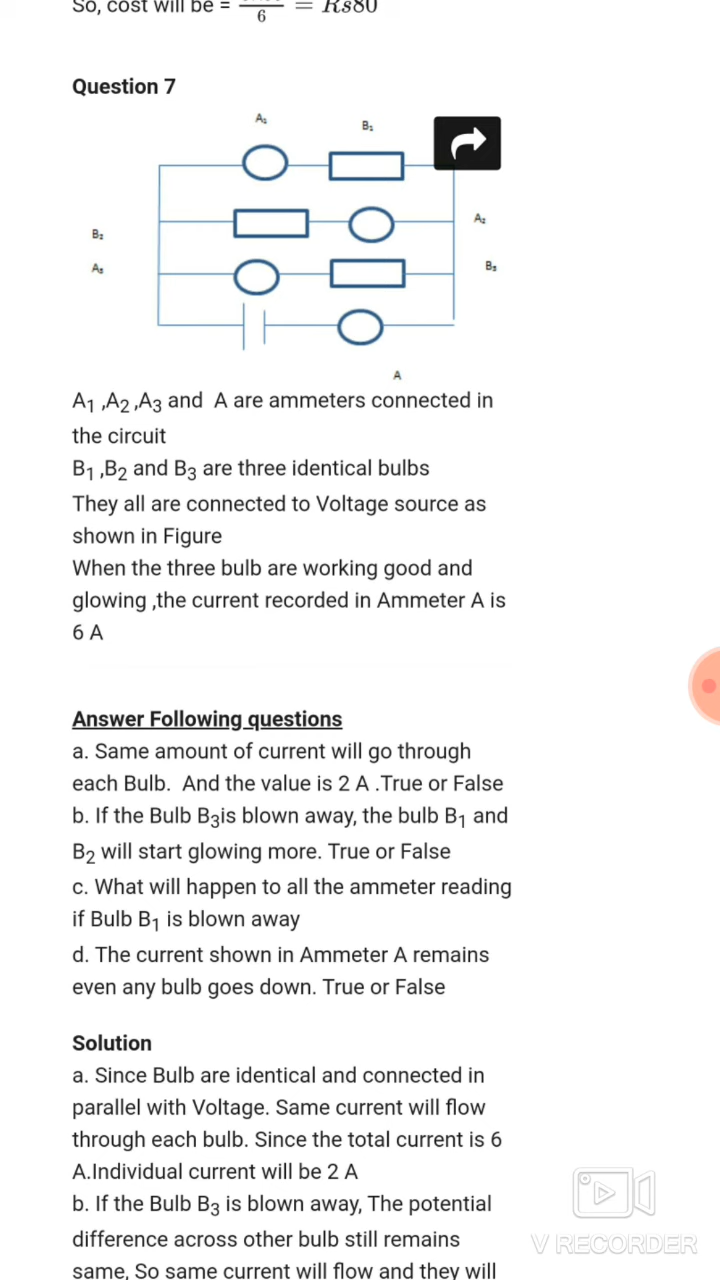 So, cost will be = 6 = Rs80
Question 7
A₁
B₁
A₂
B₂
B₃
A₃
A
A₁ ,A₂ ,A₃ and A are ammeters connected in
the circuit
B₁ ,B₂ and B₃ are three identical bulbs
They all are connected to Voltage source as
shown in Figure
When the three bulb are working good and
glowing ,the current recorded in Ammeter A is
6 A
Answer Following questions
a. Same amount of current will go through
each Bulb. And the value is 2 A .True or False
b. If the Bulb B₃is blown away, the bulb B₁ and
B₂ will start glowing more. True or False
c. What will happen to all the ammeter reading
if Bulb B₁ is blown away
d. The current shown in Ammeter A remains
even any bulb goes down. True or False
Solution
a. Since Bulb are identical and connected in
parallel with Voltage. Same current will flow
through each bulb. Since the total current is 6
A.Individual current will be 2 A
b. If the Bulb B₃ is blown away, The potential
difference across other bulb still remains
same, So same current will flow and they will
V RECORDER